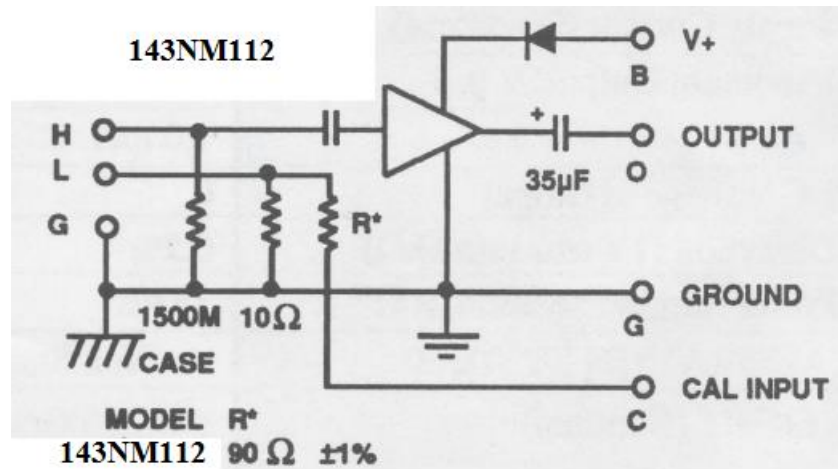 143NM112
V+
B
H
+
OUTPUT
L
35µF
O
G
R*
GROUND
1500M 10Ω
G
CASE
CAL INPUT
C
MODEL R*
143NM112 90 Ω ±1%